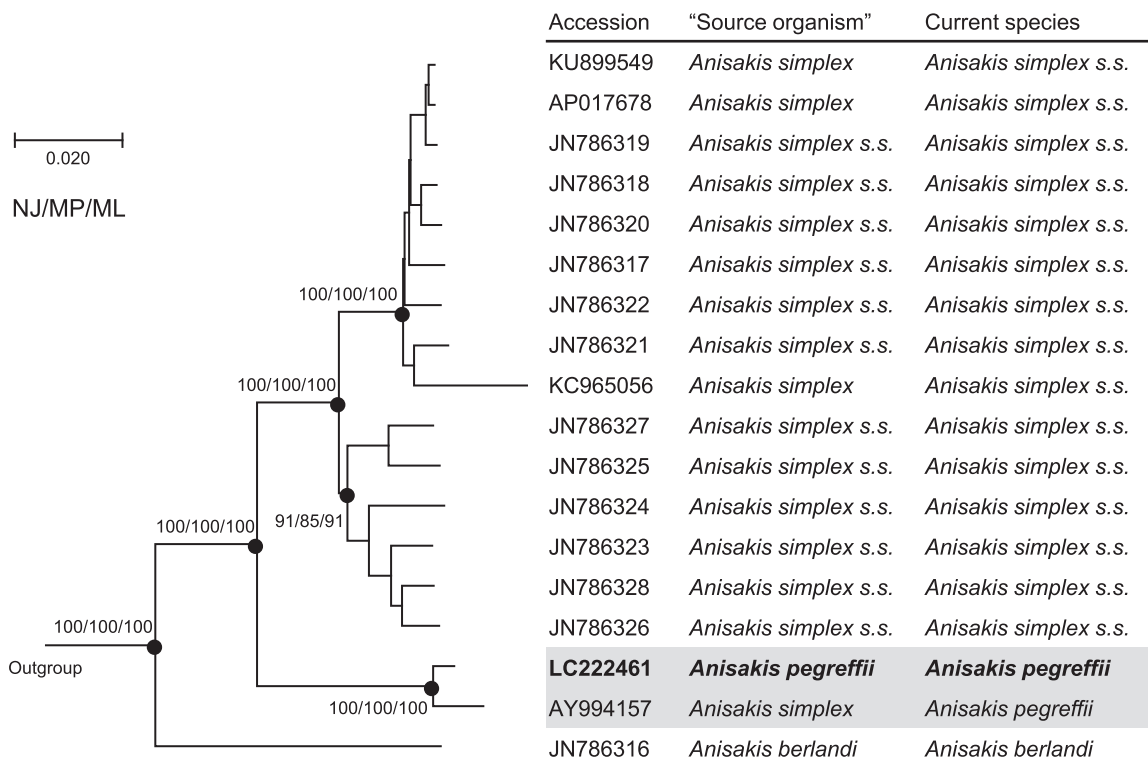 Accession “Source organism” Current species
KU899549 Anisakis simplex Anisakis simplex s.s.
AP017678 Anisakis simplex Anisakis simplex s.s.
JN786319 Anisakis simplex s.s. Anisakis simplex s.s.
0.020
JN786318 Anisakis simplex s.s. Anisakis simplex s.s.
NJ/MP/ML
JN786320 Anisakis simplex s.s. Anisakis simplex s.s.
JN786317 Anisakis simplex s.s. Anisakis simplex s.s.
100/100/100
JN786322 Anisakis simplex s.s. Anisakis simplex s.s.
JN786321 Anisakis simplex s.s. Anisakis simplex s.s.
100/100/100
KC965056 Anisakis simplex Anisakis simplex s.s.
JN786327 Anisakis simplex s.s. Anisakis simplex s.s.
JN786325 Anisakis simplex s.s. Anisakis simplex s.s.
JN786324 Anisakis simplex s.s. Anisakis simplex s.s.
91/85/91
100/100/100
JN786323 Anisakis simplex s.s. Anisakis simplex s.s.
JN786328 Anisakis simplex s.s. Anisakis simplex s.s.
100/100/100
JN786326 Anisakis simplex s.s. Anisakis simplex s.s.
Outgroup
LC222461 Anisakis pegreffii Anisakis pegreffii
100/100/100
AY994157 Anisakis simplex Anisakis pegreffii
JN786316 Anisakis berlandi Anisakis berlandi